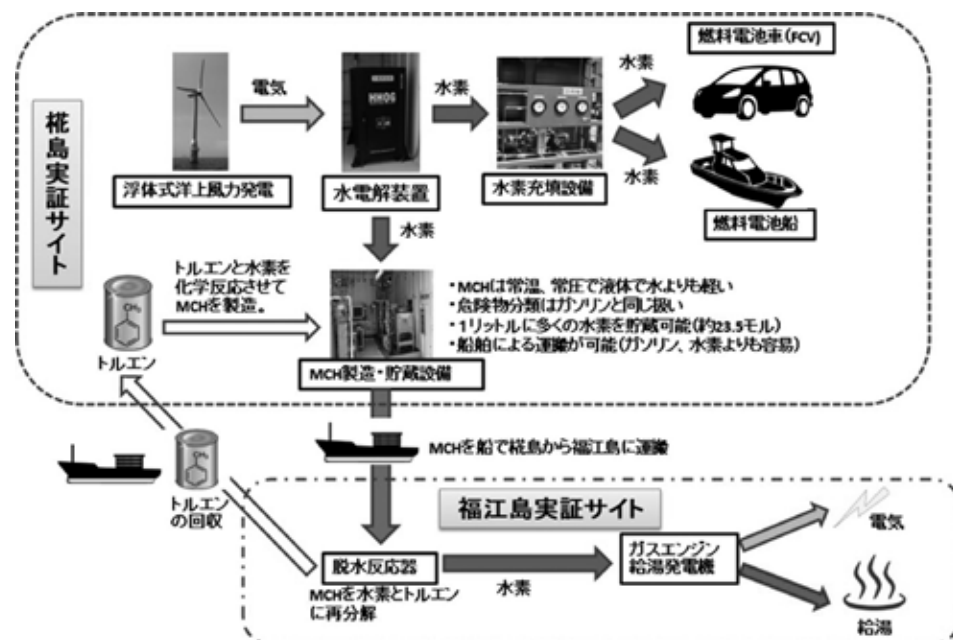 椛島実証サイト
浮体式洋上風力発電
電気
HHOG
水電解装置
水素
水素充填設備
水素
水素
燃料電池車(FCV)
燃料電池船
水素
トルエンと水素を
化学反応させて
MCHを製造。
CH3
トルエン
MCH製造・貯蔵設備
・MCHは常温、常圧で液体で水よりも軽い
・危険物分類はガソリンと同じ扱い
・1リットルに多くの水素を貯蔵可能(約23.5モル)
・船舶による運搬が可能(ガソリン、水素よりも容易)
MCHを船で椛島から福江島に運搬
CH3
トルエン
の回収
福江島実証サイト
脱水反応器
MCHを水素とトルエン
に再分解
水素
ガスエンジン
給湯発電機
電気
給湯